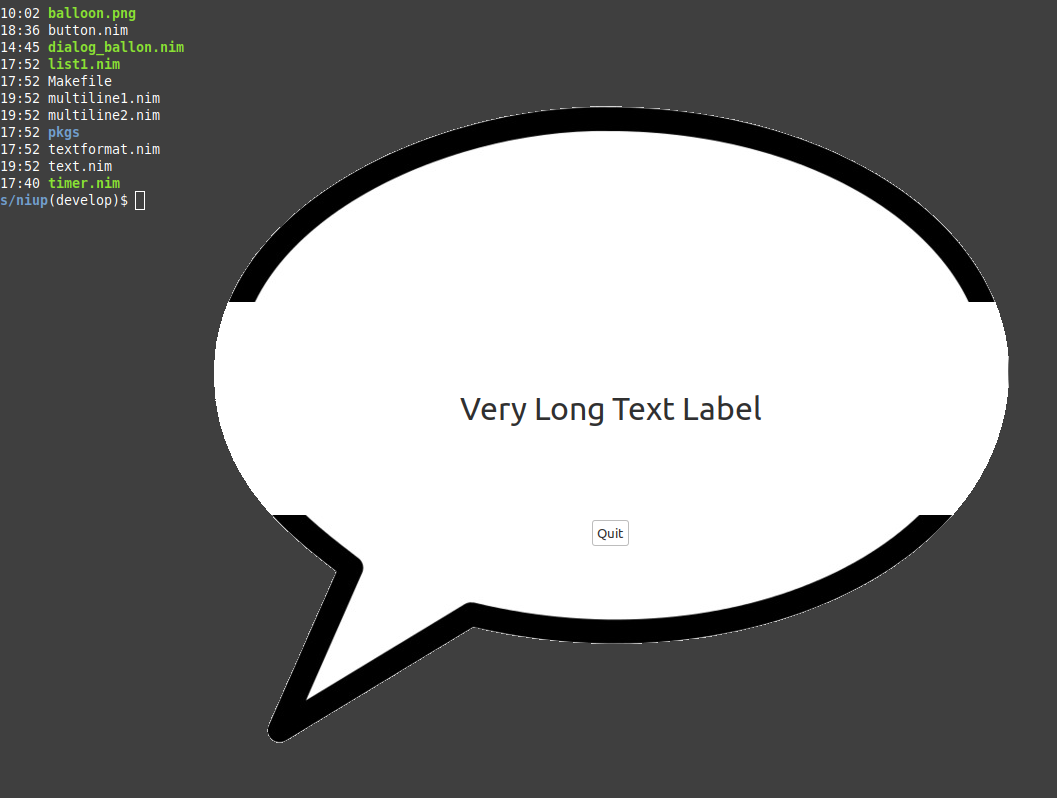 10:02 balloon.png
18:36 button.nim
14:45 dialog_ballon.nim
17:52 list1.nim
17:52 Makefile
19:52 multiline1.nim
19:52 multiline2.nim
17:52 pkgs
17:52 textformat.nim
19:52 text.nim
17:40 timer.nim
s/niup(develop)$
Very Long Text Label
Quit